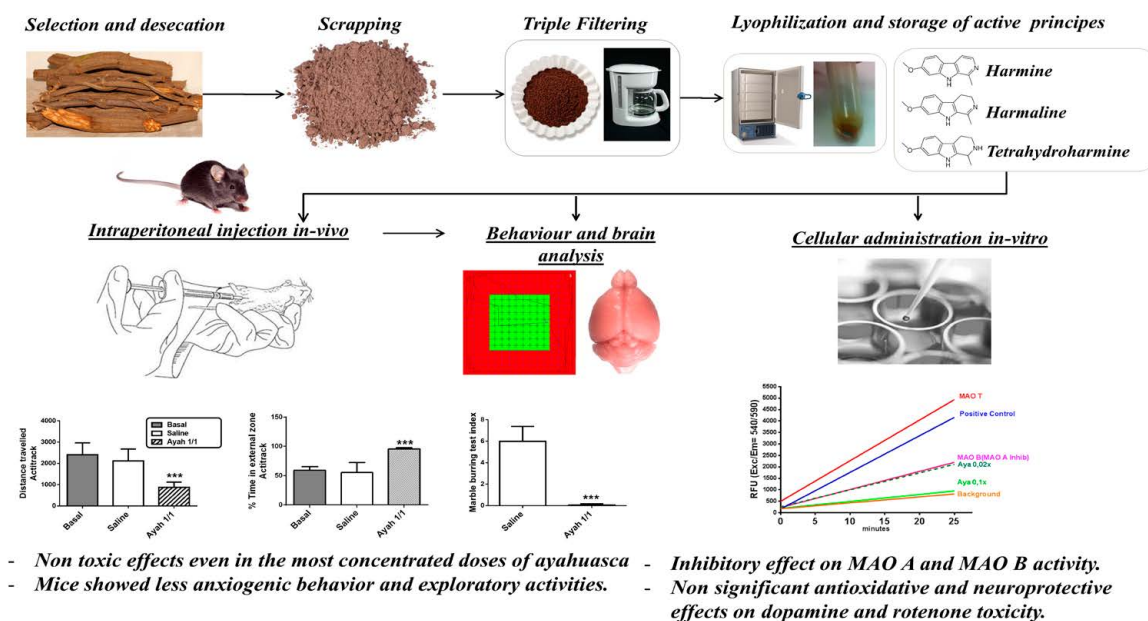 Selection and desecation
Scrapping
Triple Filtering
Lyophilization and storage of active principes
Harmine
Harmaline
Tetrahydroharmine
Intraperitoneal injection in-vivo
Behaviour and brain
analysis
Cellular administration in-vitro
Distance travelled
Actitrack
4000
3000
2000
1000
0
Basal
Saline
Ayah 1/1
***
Basal
Saline
Ayah 1/1
% Time in external zone
Actitrack
150
100
50
0
***
Basal
Saline
Ayah 1/1
Marble burring test index
8
6
4
2
0
***
Saline
Ayah 1/1
RFU (Exc/Em= 540/590)
5500
5000
4500
4000
3500
3000
2500
2000
1500
1000
500
0
MAO T
Positive Control
MAO B(MAO A Inhib)
Aya 0,02x
Aya 0,1x
Background
0
5
10
15
20
25
minutes
- Non toxic effects even in the most concentrated doses of ayahuasca
- Mice showed less anxiogenic behavior and exploratory activities.
- Inhibitory effect on MAO A and MAO B activity.
- Non significant antioxidative and neuroprotective
effects on dopamine and rotenone toxicity.